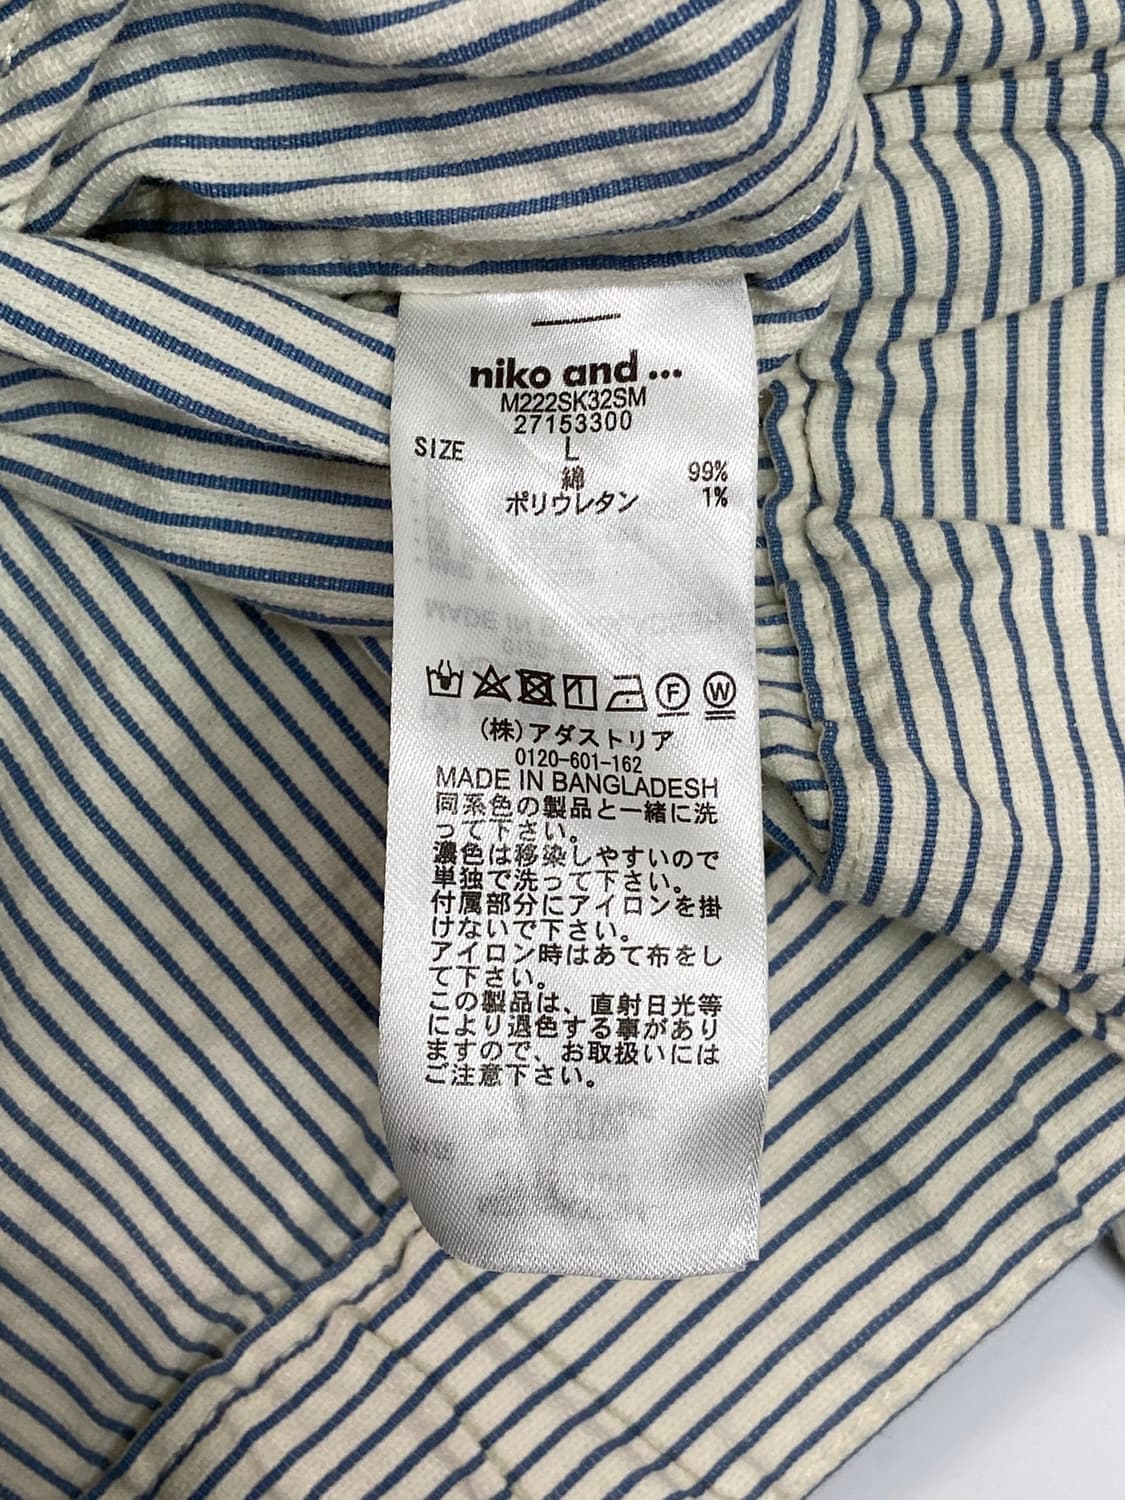 niko and ...
M222SK32SM
27153300
SIZE L
綿 99%
ポリウレタン 1%
F W
(株)アダストリア
0120-601-162
MADE IN BANGLADESH
同系色の製品と一緒に洗
って下さい。
濃色は移染しやすいので
単独で洗って下さい。
付属部分にアイロンを掛
けないで下さい。
アイロン時はあて布をし
て下さい。
この製品は、直射日光等
により退色する事があり
ますので、お取扱いには
ご注意下さい。